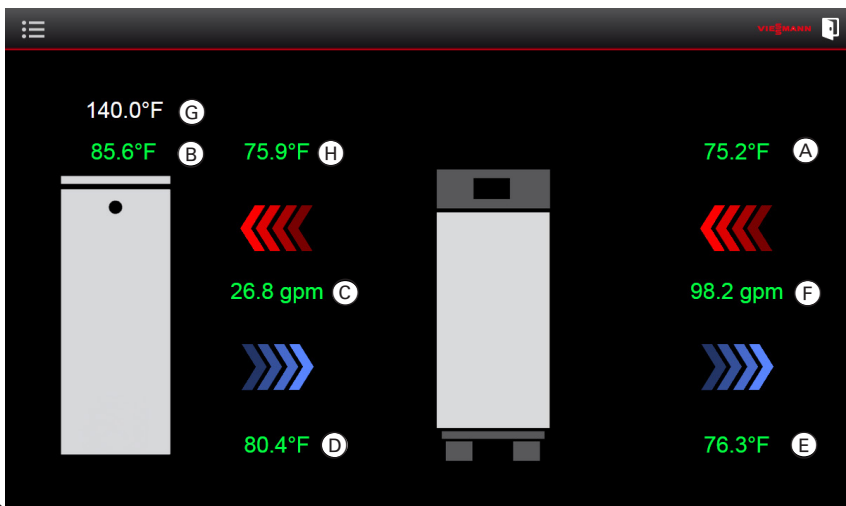 VIESMANN
140.0°F G
85.6°F B 75.9°F H 75.2°F A
26.8 gpm C 98.2 gpm F
80.4°F D 76.3°F E